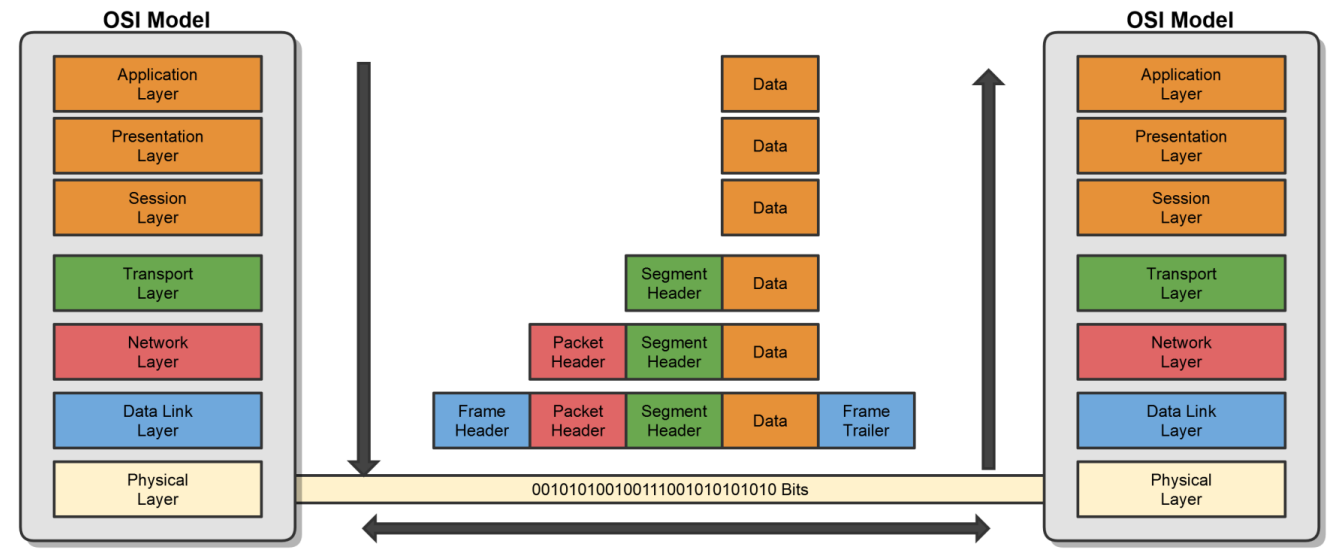 OSI Model
OSI Model
Application
Layer
Data
Application
Layer
Presentation
Layer
Data
Presentation
Layer
Session
Layer
Data
Session
Layer
Transport
Layer
Segment
Header
Data
Transport
Layer
Network
Layer
Packet
Header
Segment
Header
Data
Network
Layer
Data Link
Layer
Frame
Header
Packet
Header
Segment
Header
Data
Frame
Trailer
Data Link
Layer
Physical
Layer
0010101001001110010101010​10 Bits
Physical
Layer